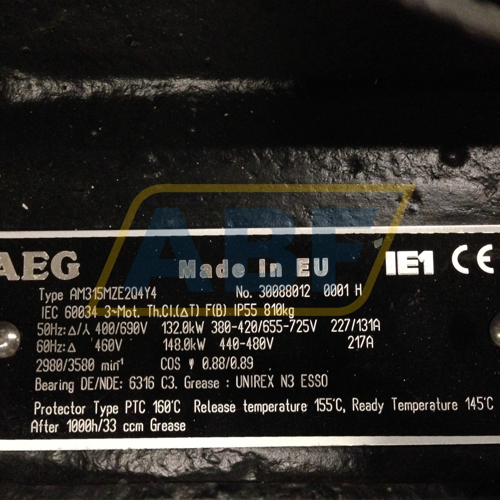 ABF
AEG Made in EU IE1 CE
Type AM315MZE2Q4Y4 No. 30088012 0001 H
IEC 60034 3~Mot. Th.Cl.(ΔT) F(B) IP55 810kg
50Hz:Δ/⅄ 400/690V 132.0kW 380-420/655-725V 227/131A
60Hz:Δ 460V 148.0kW 440-480V 217A
2980/3580 min⁻¹ COS φ 0.88/0.89
Bearing DE/NDE: 6316 C3. Grease : UNIREX N3 ESSO
Protector Type PTC 160°C Release temperature 155°C, Ready Temperature 145°C
After 1000h/33 ccm Grease